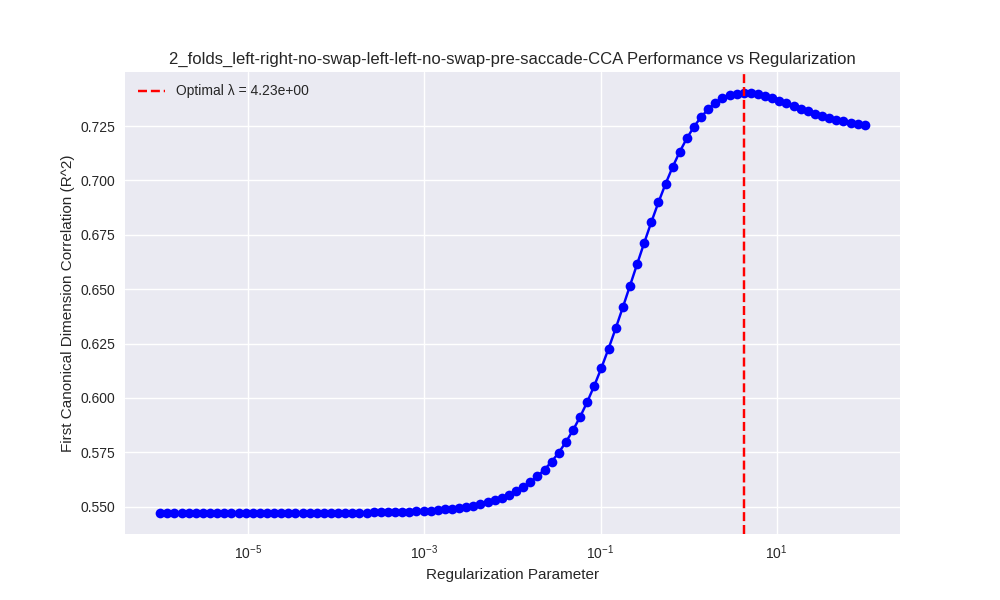 2_folds_left-right-no-swap-left-left-no-swap-pre-saccade-CCA Performance vs Regularization
Optimal λ = 4.23e+00
First Canonical Dimension Correlation (R^2)
0.725
0.700
0.675
0.650
0.625
0.600
0.575
0.550
10⁻⁵ 10⁻³ 10⁻¹ 10¹
Regularization Parameter